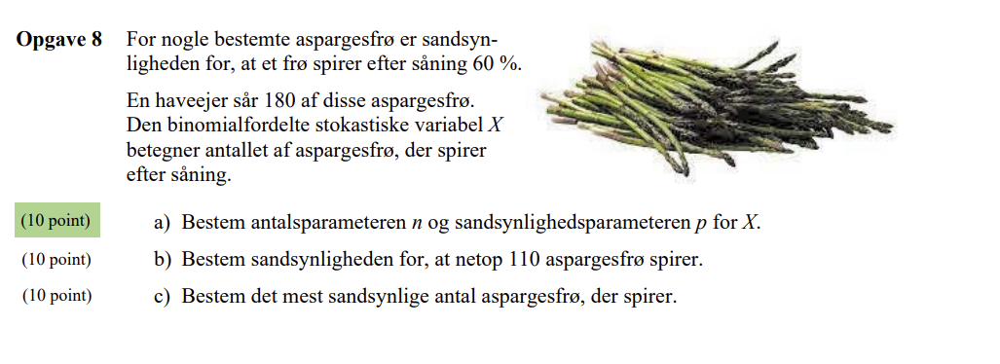 Opgave 8 For nogle bestemte aspargesfrø er sandsyn-
ligheden for, at et frø spirer efter såning 60 %.
En haveejer sår 180 af disse aspargesfrø.
Den binomialfordelte stokastiske variabel X
betegner antallet af aspargesfrø, der spirer
efter såning.
(10 point) a) Bestem antalsparameteren n og sandsynlighedsparameteren p for X.
(10 point) b) Bestem sandsynligheden for, at netop 110 aspargesfrø spirer.
(10 point) c) Bestem det mest sandsynlige antal aspargesfrø, der spirer.